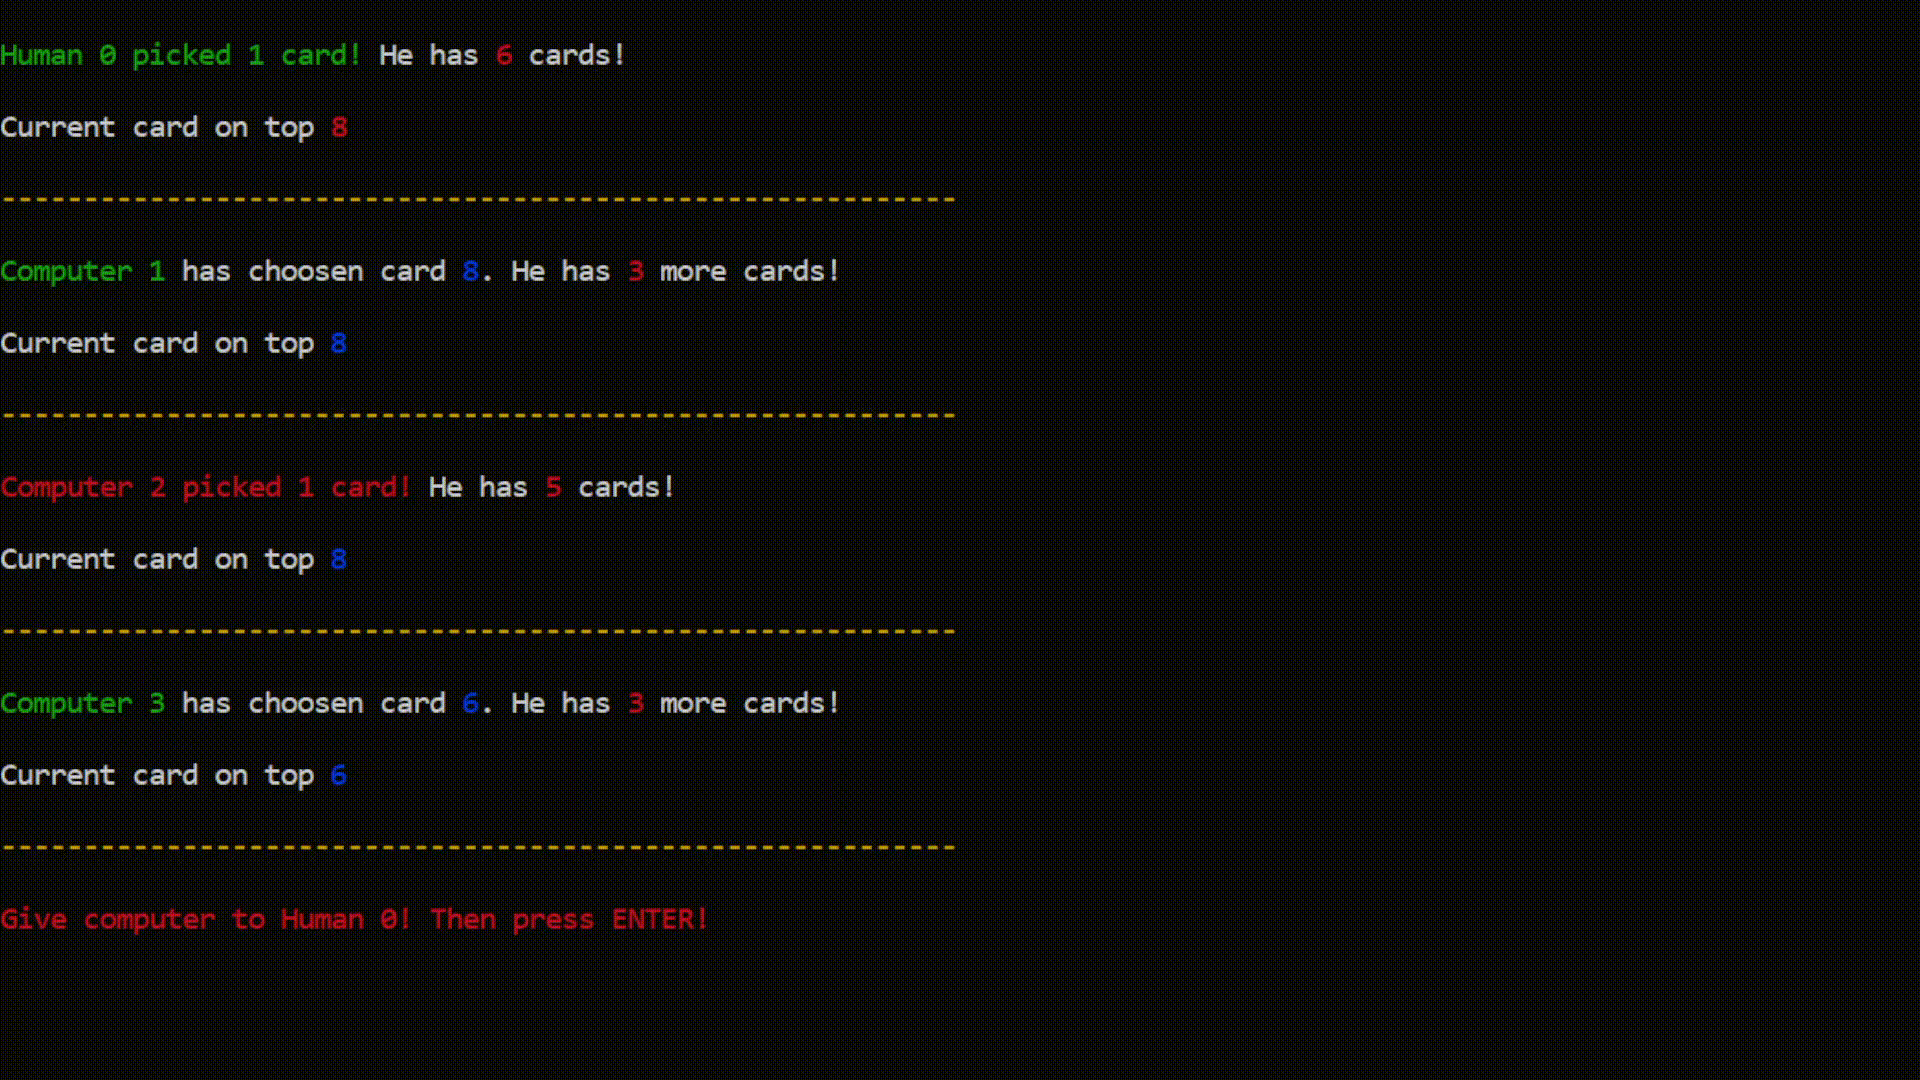 Human 0 picked 1 card! He has 6 cards!
Current card on top 8
----------------------------------------------------------
Computer 1 has choosen card 8. He has 3 more cards!
Current card on top 8
----------------------------------------------------------
Computer 2 picked 1 card! He has 5 cards!
Current card on top 8
----------------------------------------------------------
Computer 3 has choosen card 6. He has 3 more cards!
Current card on top 6
----------------------------------------------------------
Give computer to Human 0! Then press ENTER!